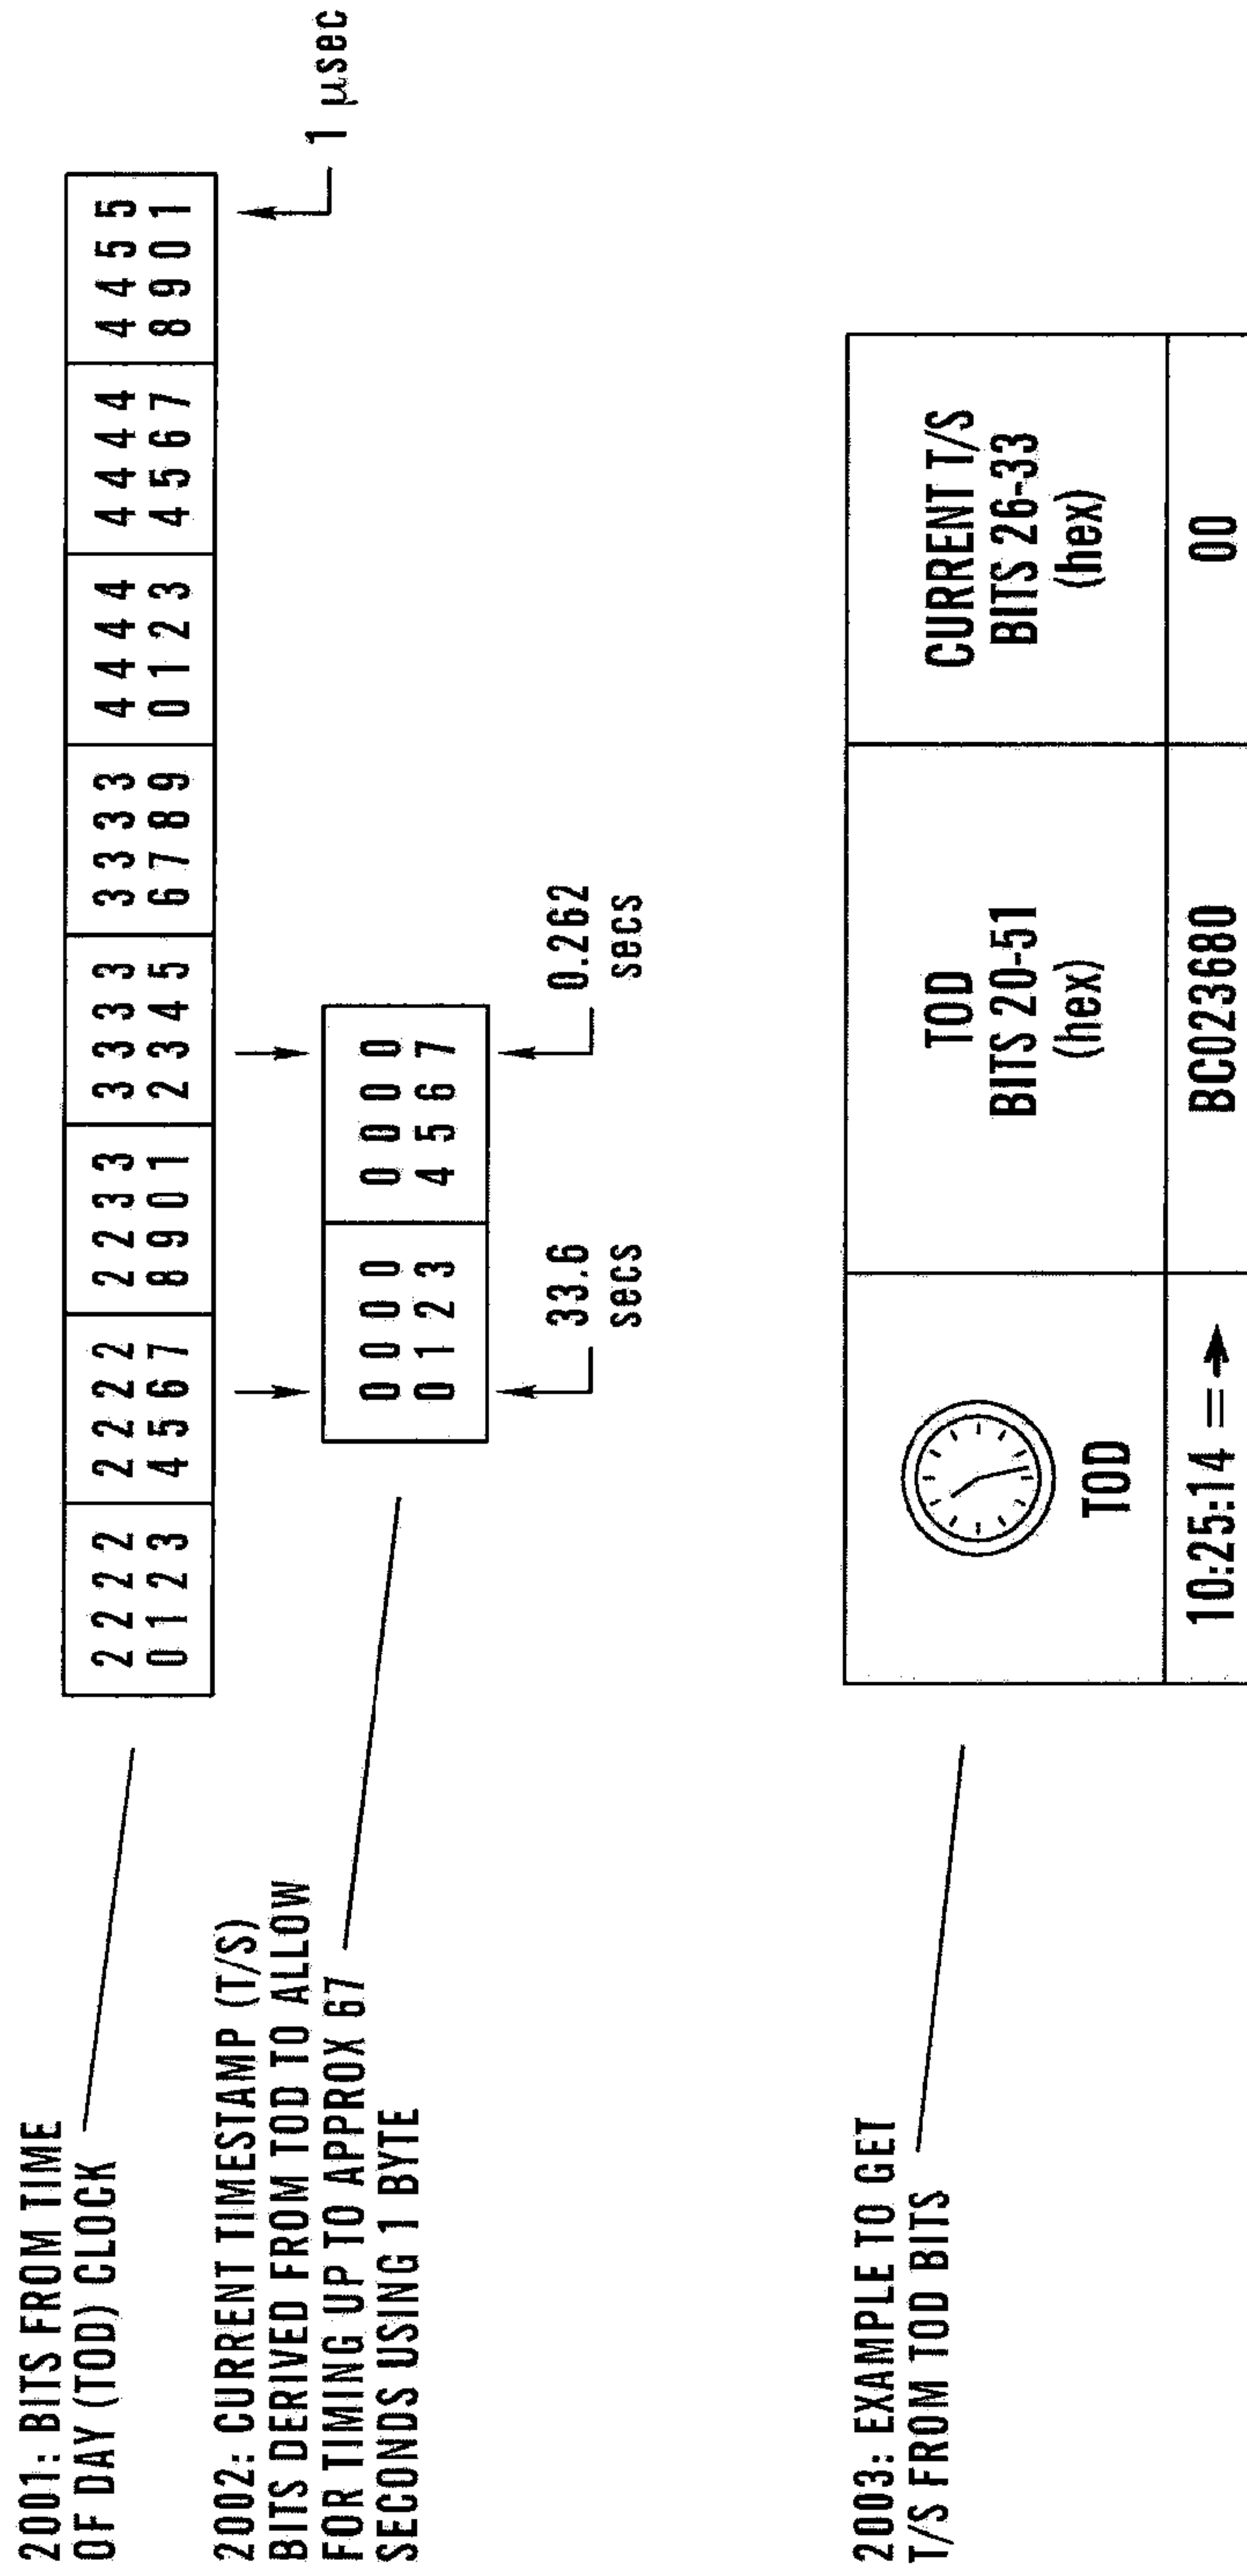 2001: BITS FROM TIME
OF DAY (TOD) CLOCK
2 2 2 2 2 2 2 2 2 2 3 3 3 3 3 3 3 3 3 3 4 4 4 4 4 4 4 4 4 4 5 5
0 1 2 3 4 5 6 7 8 9 0 1 2 3 4 5 6 7 8 9 0 1 2 3 4 5 6 7 8 9 0 1
1 µsec
2002: CURRENT TIMESTAMP (T/S)
BITS DERIVED FROM TOD TO ALLOW
FOR TIMING UP TO APPROX 67
SECONDS USING 1 BYTE
0 0 0 0 0 0 0 0
0 1 2 3 4 5 6 7
33.6
secs
0.262
secs
2003: EXAMPLE TO GET
T/S FROM TOD BITS
TOD
TOD
BITS 20-51
(hex)
CURRENT T/S
BITS 26-33
(hex)
10:25:14 =
BC023680
00